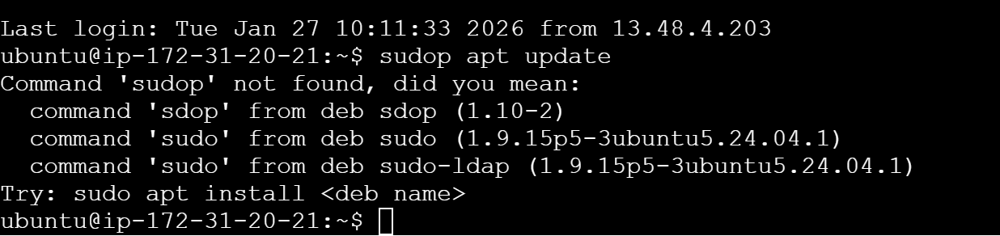 Last login: Tue Jan 27 10:11:33 2026 from 13.48.4.203
ubuntu@ip-172-31-20-21:~$ sudop apt update
Command 'sudop' not found, did you mean:
  command 'sdop' from deb sdop (1.10-2)
  command 'sudo' from deb sudo (1.9.15p5-3ubuntu5.24.04.1)
  command 'sudo' from deb sudo-ldap (1.9.15p5-3ubuntu5.24.04.1)
Try: sudo apt install <deb name>
ubuntu@ip-172-31-20-21:~$